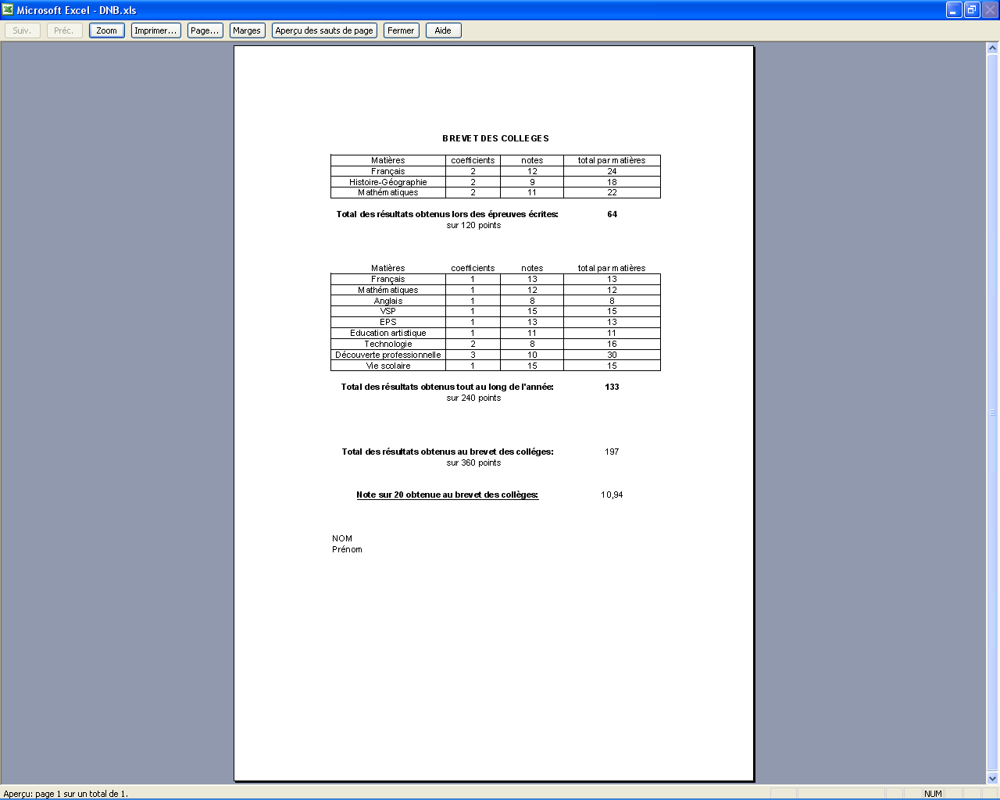 Microsoft Excel - DNB.xls
Suiv. Préc. Zoom Imprimer... Page... Marges Aperçu des sauts de page Fermer Aide
BREVET DES COLLEGES
Matières coefficients notes total par matières
Français 2 12 24
Histoire-Géographie 2 9 18
Mathématiques 2 11 22
Total des résultats obtenus lors des épreuves écrites: 64
sur 120 points
Matières coefficients notes total par matières
Français 1 13 13
Mathématiques 1 12 12
Anglais 1 8 8
VSP 1 15 15
EPS 1 13 13
Education artistique 1 11 11
Technologie 2 8 16
Découverte professionnelle 3 10 30
Vie scolaire 1 15 15
Total des résultats obtenus tout au long de l'année: 133
sur 240 points
Total des résultats obtenus au brevet des colléges: 197
sur 360 points
Note sur 20 obtenue au brevet des collèges: 10,94
NOM
Prénom
Aperçu: page 1 sur un total de 1. NUM